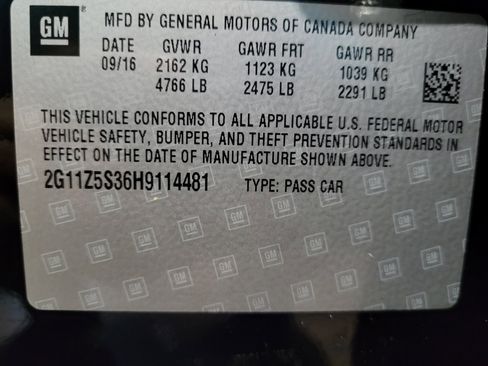 GM
MFD BY GENERAL MOTORS OF CANADA COMPANY
DATE GVWR GAWR FRT GAWR RR
09/16 2162 KG 1123 KG 1039 KG
4766 LB 2475 LB 2291 LB
THIS VEHICLE CONFORMS TO ALL APPLICABLE U.S. FEDERAL MOTOR
VEHICLE SAFETY, BUMPER, AND THEFT PREVENTION STANDARDS IN
EFFECT ON THE DATE OF MANUFACTURE SHOWN ABOVE.
2G11Z5S36H9114481 TYPE: PASS CAR